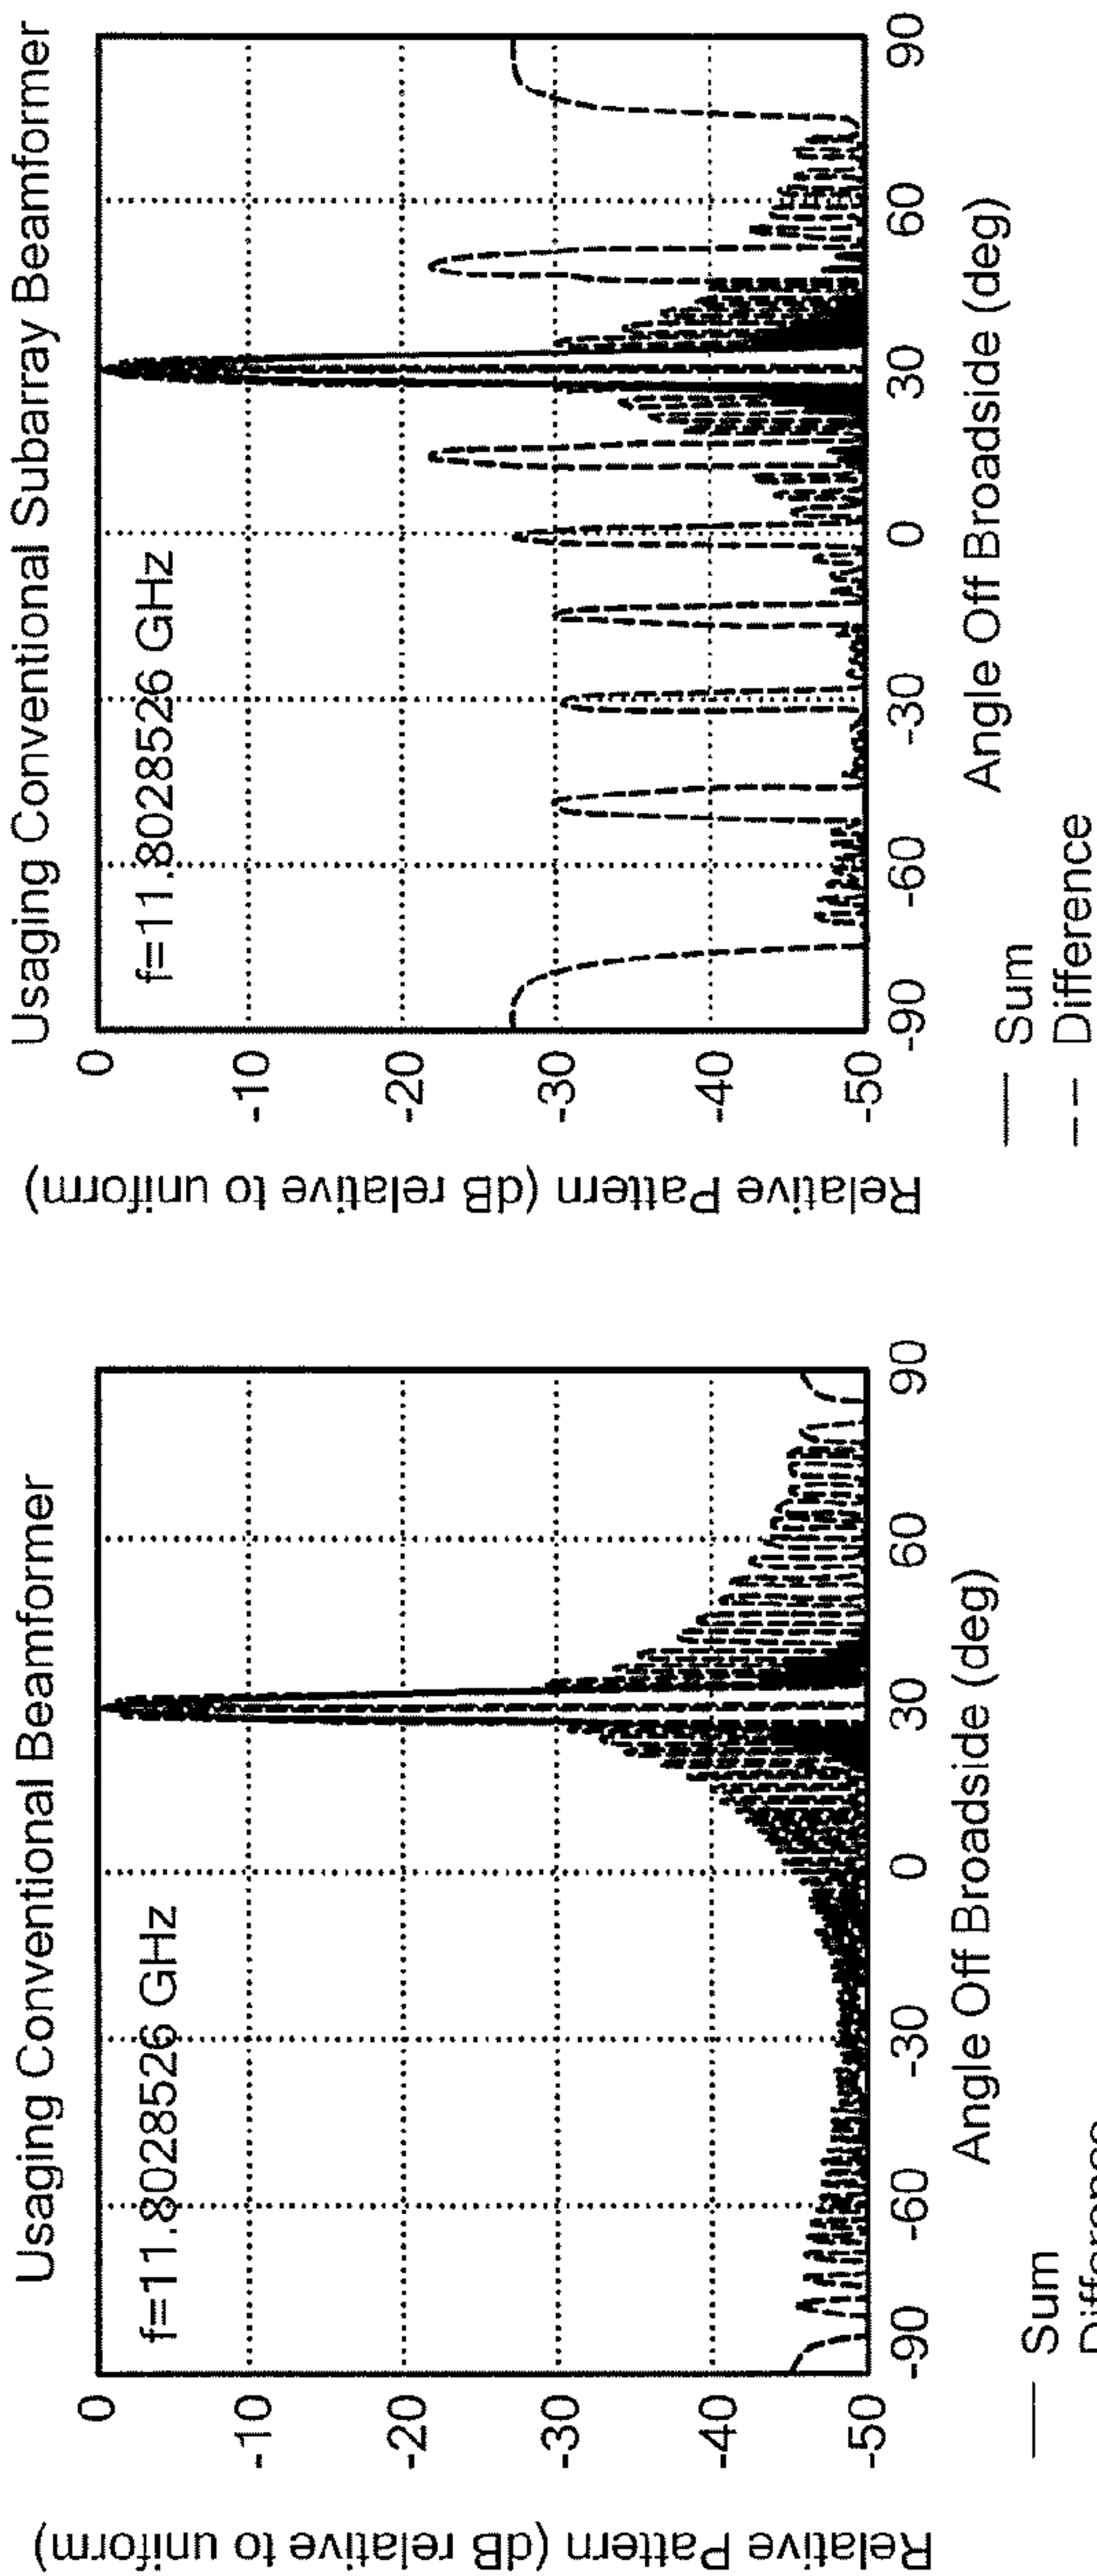 Usaging Conventional Beamformer
f=11.8028526 GHz
Relative Pattern (dB relative to uniform)
0
-10
-20
-30
-40
-50
-90
-60
-30
0
30
60
90
Angle Off Broadside (deg)
Sum
Difference
Usaging Conventional Subarray Beamformer
f=11.8028526 GHz
Relative Pattern (dB relative to uniform)
0
-10
-20
-30
-40
-50
-90
-60
-30
0
30
60
90
Angle Off Broadside (deg)
Sum
Difference